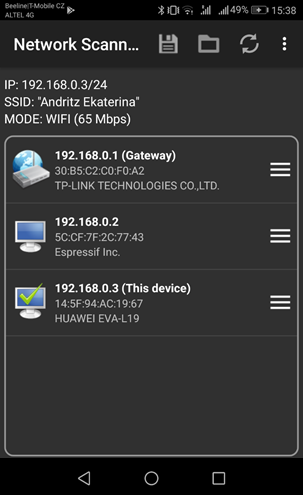 Beeline|T-Mobile CZ
ALTEL 4G
49% 15:38
Network Scann...
IP: 192.168.0.3/24
SSID: "Andritz Ekaterina"
MODE: WIFI (65 Mbps)
192.168.0.1 (Gateway)
30:B5:C2:C0:F0:A2
TP-LINK TECHNOLOGIES CO.,LTD.
192.168.0.2
5C:CF:7F:2C:77:43
Espressif Inc.
192.168.0.3 (This device)
14:5F:94:AC:19:67
HUAWEI EVA-L19